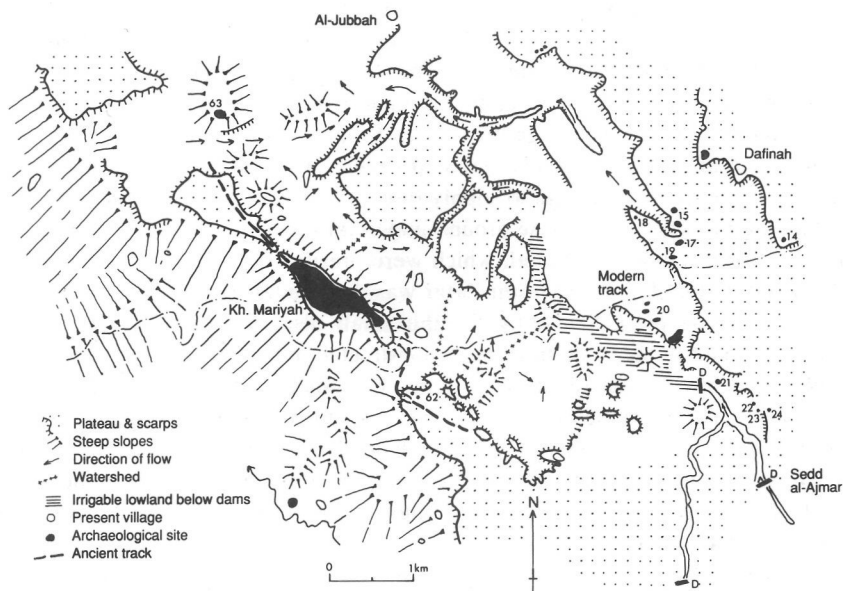 Al-Jubbah
63
Dafinah
18
15
17
14
19
Modern
track
3
Kh. Mariyah
20
D
21
62
22
24
23
Plateau & scarps
Steep slopes
Direction of flow
Watershed
Irrigable lowland below dams
Present village
Archaeological site
Ancient track
D
Sedd
al-Ajmar
N
0
1km
D